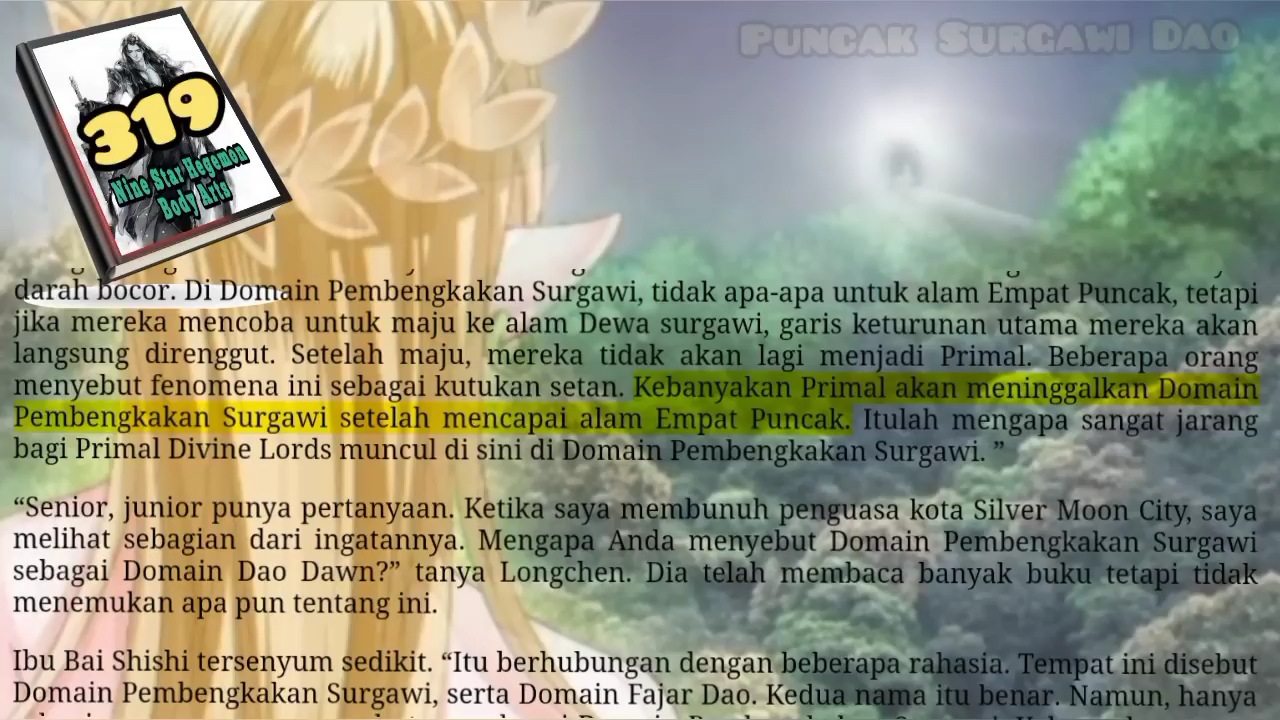 PUNCAK SURGAWI DAO
319
Nine Star Hegemon
Body Arts
darah bocor. Di Domain Pembengkakan Surgawi, tidak apa-apa untuk alam Empat Puncak, tetapi
jika mereka mencoba untuk maju ke alam Dewa surgawi, garis keturunan utama mereka akan
langsung direnggut. Setelah maju, mereka tidak akan lagi menjadi Primal. Beberapa orang
menyebut fenomena ini sebagai kutukan setan. Kebanyakan Primal akan meninggalkan Domain
Pembengkakan Surgawi setelah mencapai alam Empat Puncak. Itulah mengapa sangat jarang
bagi Primal Divine Lords muncul di sini di Domain Pembengkakan Surgawi. ”
“Senior, junior punya pertanyaan. Ketika saya membunuh penguasa kota Silver Moon City, saya
melihat sebagian dari ingatannya. Mengapa Anda menyebut Domain Pembengkakan Surgawi
sebagai Domain Dao Dawn?” tanya Longchen. Dia telah membaca banyak buku tetapi tidak
menemukan apa pun tentang ini.
Ibu Bai Shishi tersenyum sedikit. “Itu berhubungan dengan beberapa rahasia. Tempat ini disebut
Domain Pembengkakan Surgawi, serta Domain Fajar Dao. Kedua nama itu benar. Namun, hanya